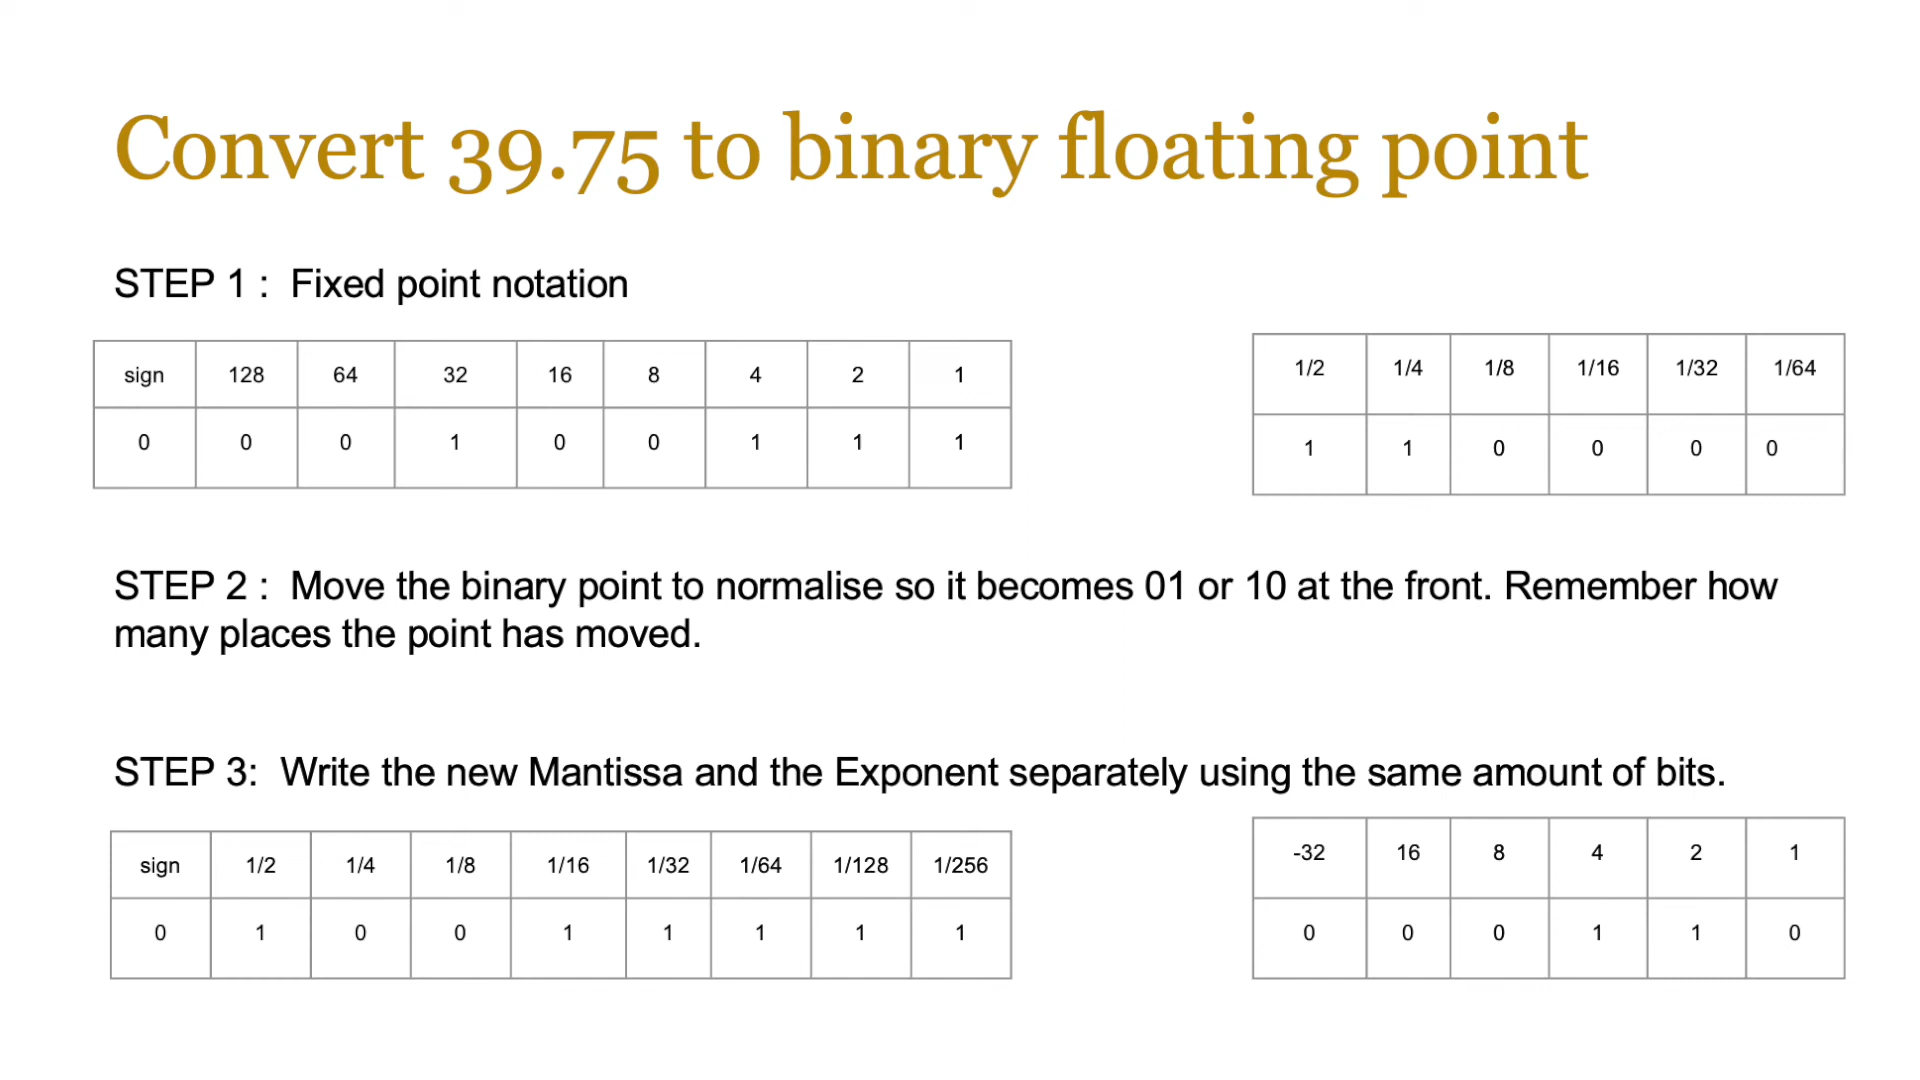 Convert 39.75 to binary floating point
STEP 1 :  Fixed point notation
sign 128 64 32 16 8 4 2 1
0 0 0 1 0 0 1 1 1
1/2 1/4 1/8 1/16 1/32 1/64
1 1 0 0 0 0
STEP 2 :  Move the binary point to normalise so it becomes 01 or 10 at the front. Remember how
many places the point has moved.
STEP 3:  Write the new Mantissa and the Exponent separately using the same amount of bits.
sign 1/2 1/4 1/8 1/16 1/32 1/64 1/128 1/256
0 1 0 0 1 1 1 1 1
-32 16 8 4 2 1
0 0 0 1 1 0